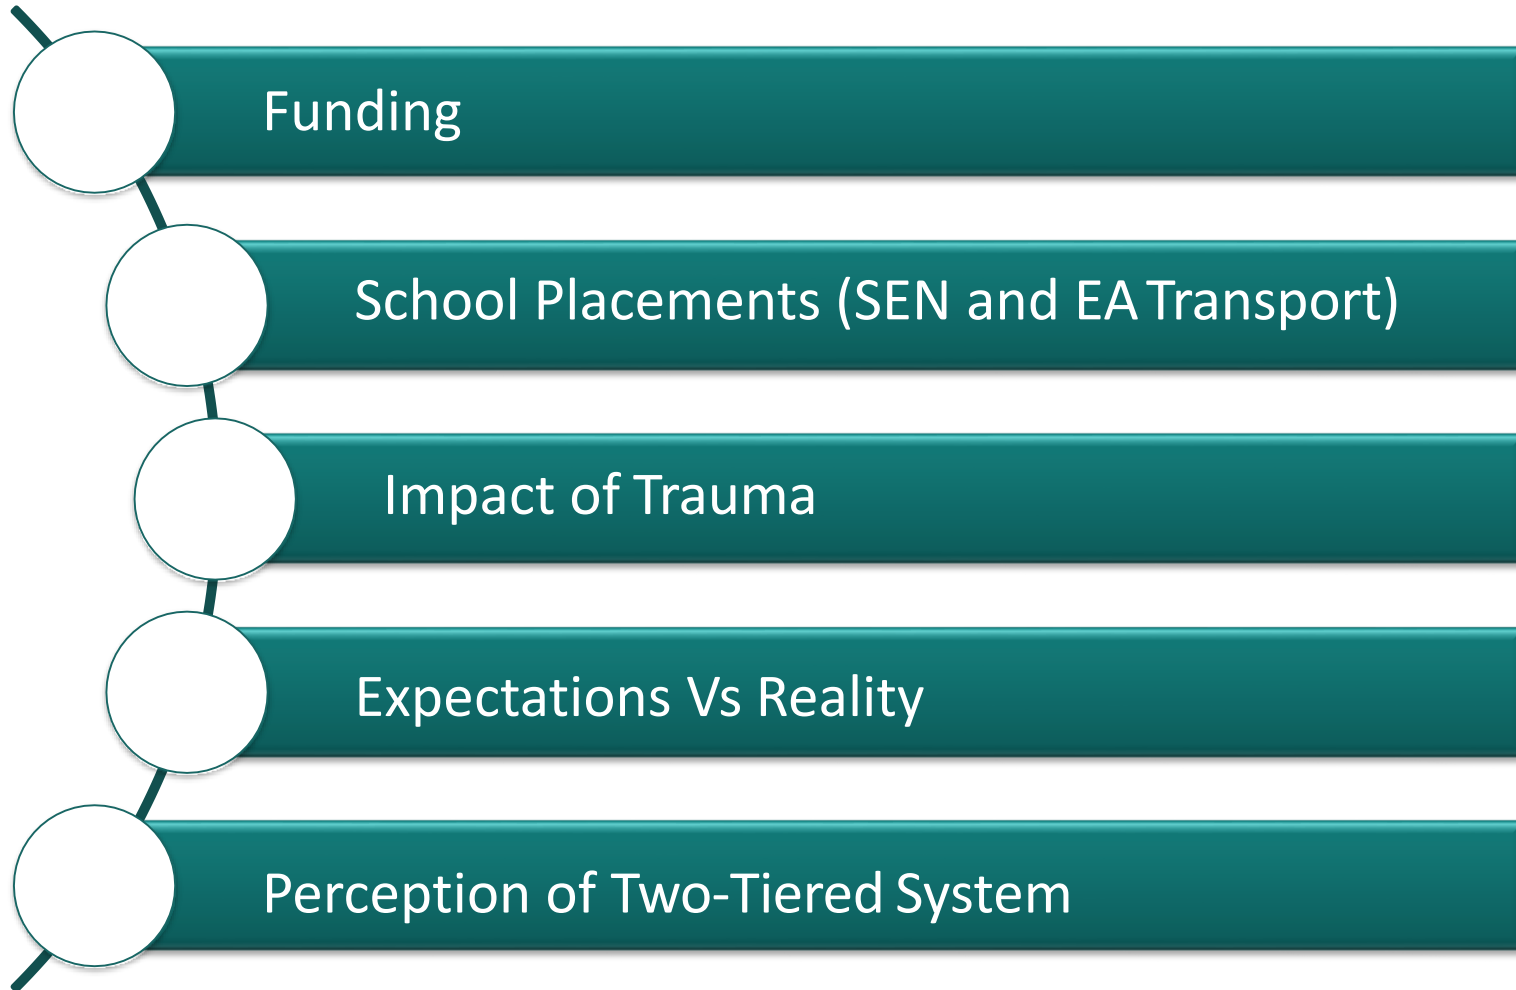 Funding
School Placements (SEN and EA Transport)
Impact of Trauma
Expectations Vs Reality
Perception of Two-Tiered System